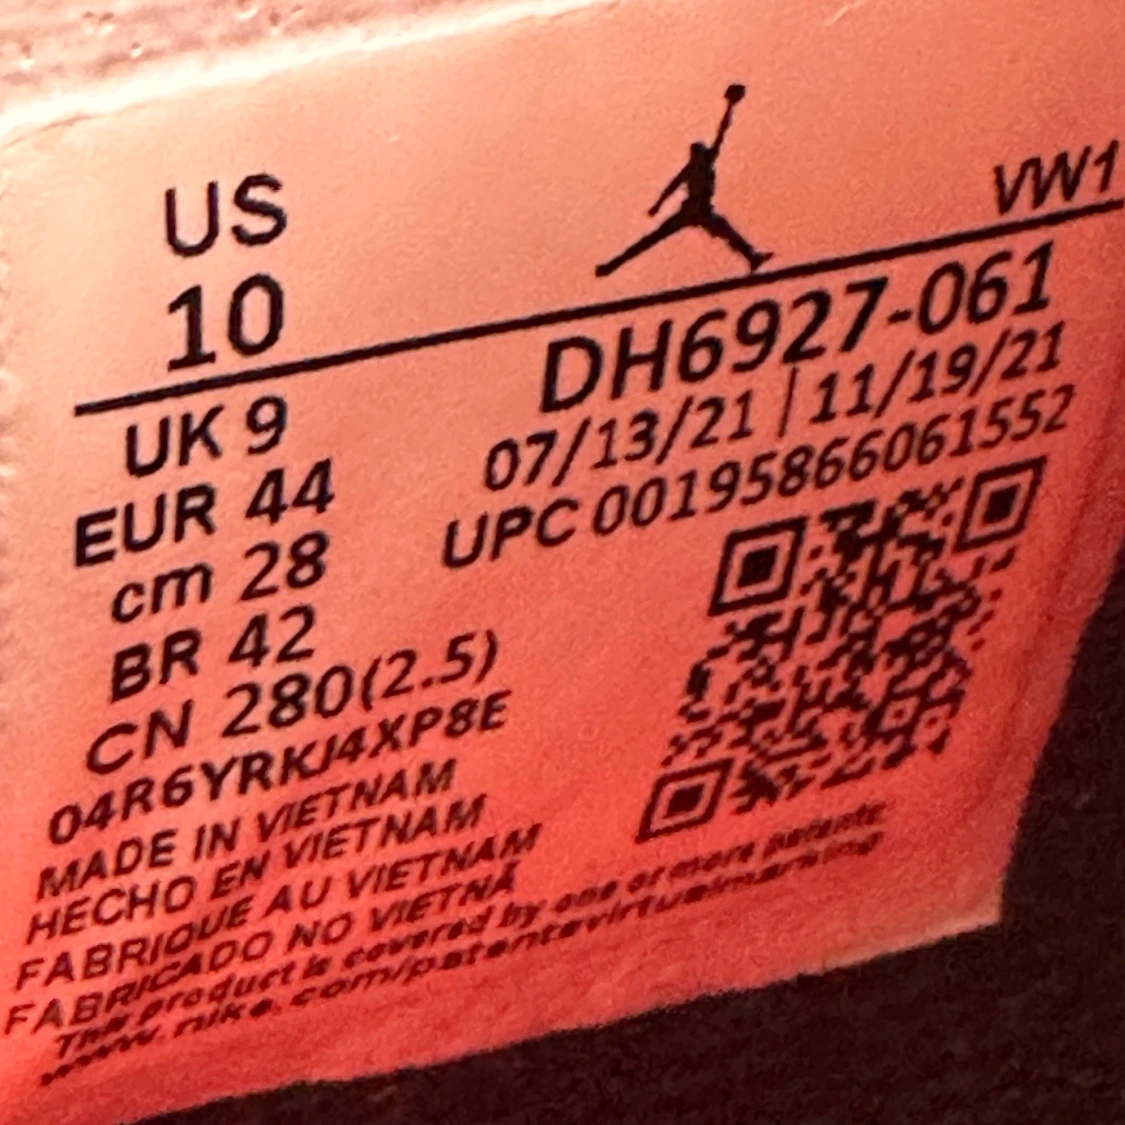 US
10
VW1
DH6927-061
07/13/21 | 11/19/21
UPC 00195866061552
UK 9
EUR 44
cm 28
BR 42
CN 280(2.5)
04R6YRKJ4XP8E
MADE IN VIETNAM
HECHO EN VIETNAM
FABRIQUE AU VIETNAM
FABRICADO NO VIETNÃ
This product is covered by one or more patents
www.nike.com/patentsvirtualmarking